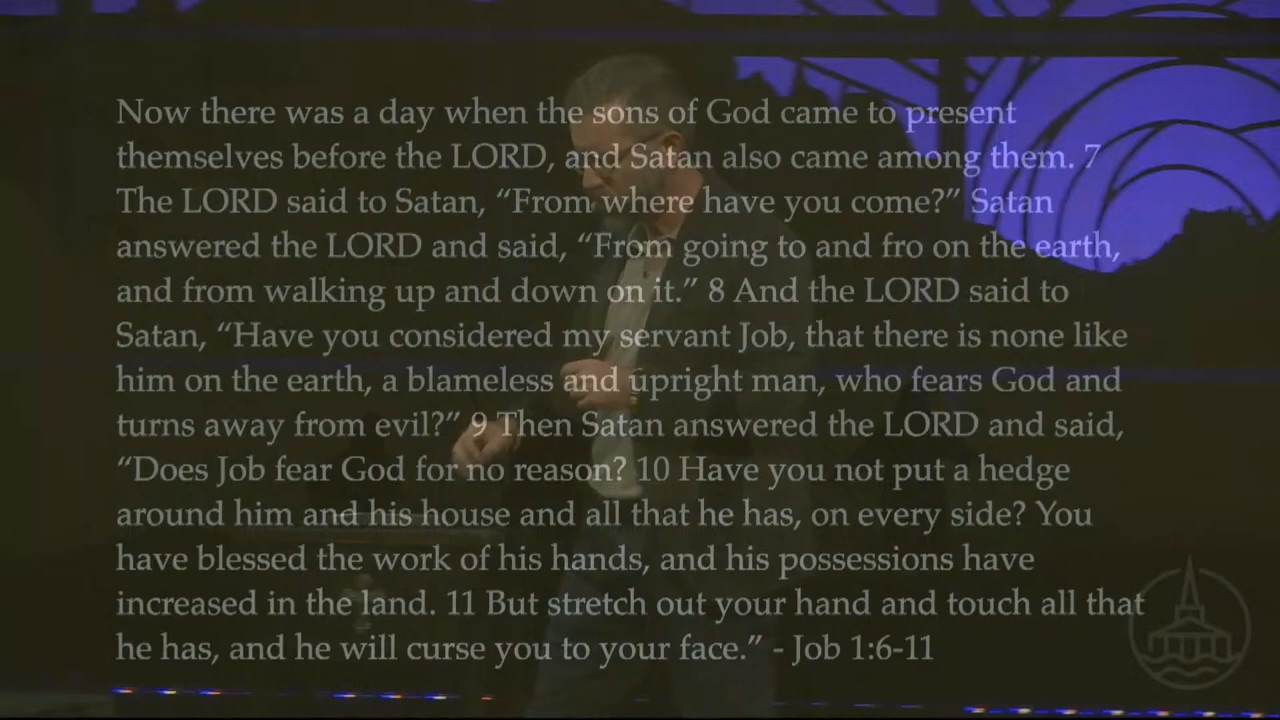 Now there was a day when the sons of God came to present
themselves before the LORD, and Satan also came among them. 7
The LORD said to Satan, “From where have you come?” Satan
answered the LORD and said, “From going to and fro on the earth,
and from walking up and down on it.” 8 And the LORD said to
Satan, “Have you considered my servant Job, that there is none like
him on the earth, a blameless and upright man, who fears God and
turns away from evil?” 9 Then Satan answered the LORD and said,
“Does Job fear God for no reason? 10 Have you not put a hedge
around him and his house and all that he has, on every side? You
have blessed the work of his hands, and his possessions have
increased in the land. 11 But stretch out your hand and touch all that
he has, and he will curse you to your face.” - Job 1:6-11